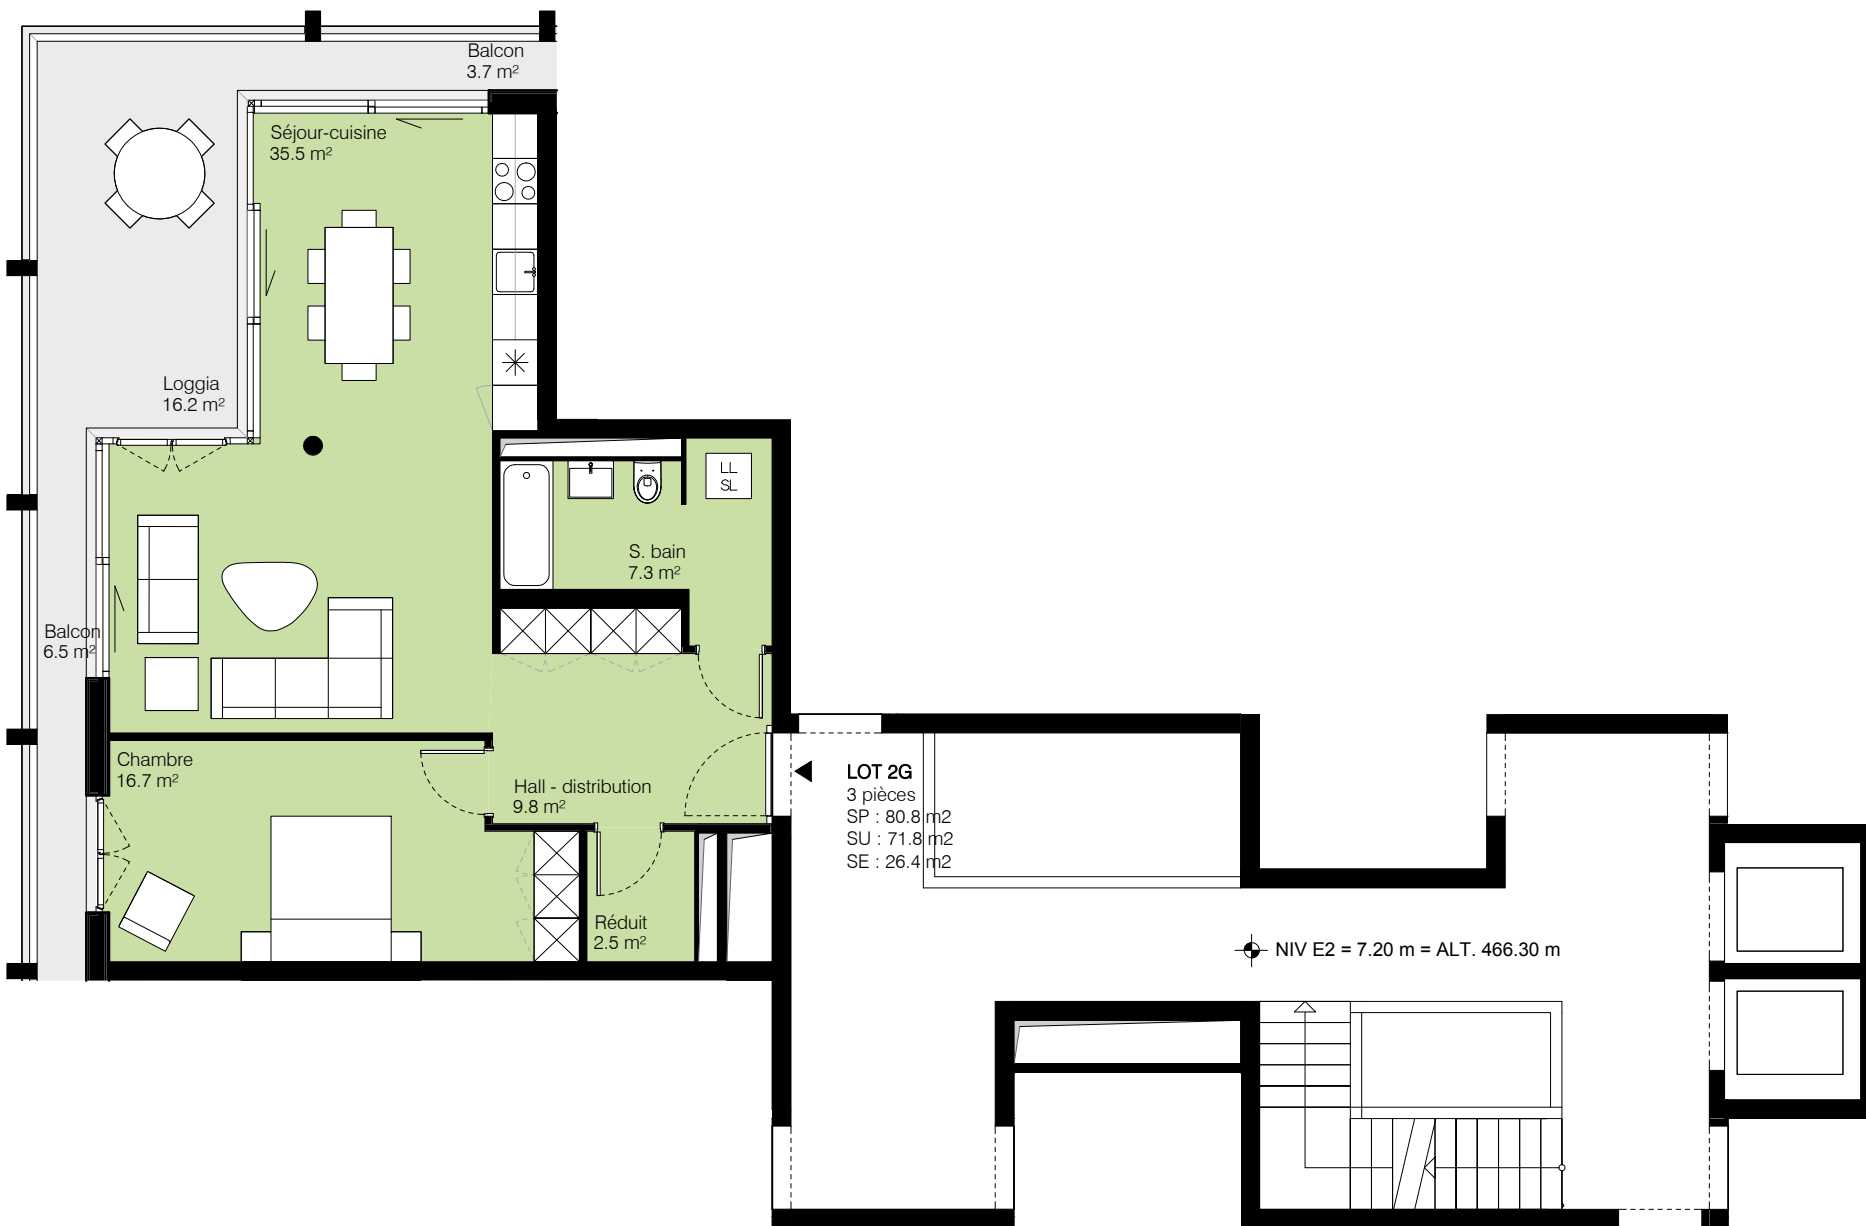 Balcon
3.7 m²
Séjour-cuisine
35.5 m²
Loggia
16.2 m²
LL
SL
S. bain
7.3 m²
Balcon
6.5 m²
Chambre
16.7 m²
Hall - distribution
9.8 m²
LOT 2G
3 pièces
SP : 80.8 m2
SU : 71.8 m2
SE : 26.4 m2
Réduit
2.5 m²
NIV E2 = 7.20 m = ALT. 466.30 m